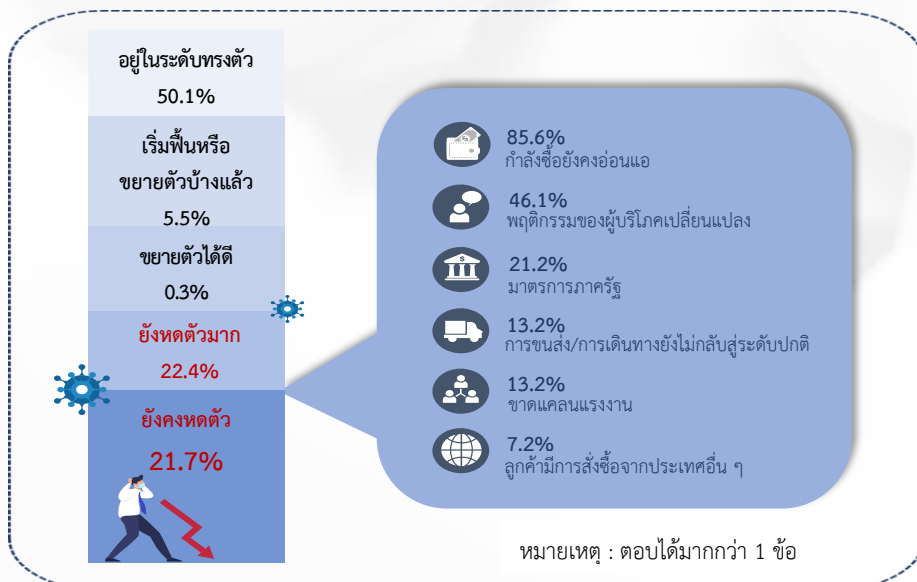 อยู่ในระดับทรงตัว
50.1%
เริ่มฟื้นหรือ
ขยายตัวบ้างแล้ว
5.5%
ขยายตัวได้ดี
0.3%
ยังหดตัวมาก
22.4%
ยังคงหดตัว
21.7%
85.6%
กำลังซื้อยังคงอ่อนแอ
46.1%
พฤติกรรมของผู้บริโภคเปลี่ยนแปลง
21.2%
มาตรการภาครัฐ
13.2%
การขนส่ง/การเดินทางยังไม่กลับสู่ระดับปกติ
13.2%
ขาดแคลนแรงงาน
7.2%
ลูกค้ามีการสั่งซื้อจากประเทศอื่น ๆ
หมายเหตุ : ตอบได้มากกว่า 1 ข้อ